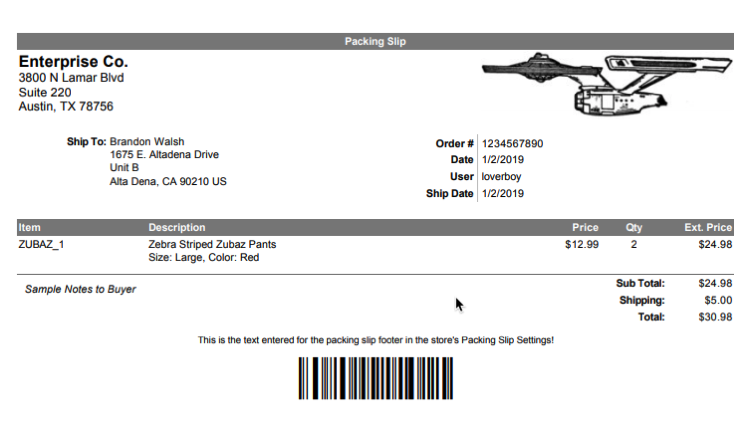 Packing Slip
Enterprise Co.
3800 N Lamar Blvd
Suite 220
Austin, TX 78756
Ship To: Brandon Walsh
1675 E. Altadena Drive
Unit B
Alta Dena, CA 90210 US
Order # 1234567890
Date 1/2/2019
User loverboy
Ship Date 1/2/2019
Item Description Price Qty Ext. Price
ZUBAZ_1 Zebra Striped Zubaz Pants $12.99 2 $24.98
Size: Large, Color: Red
Sample Notes to Buyer
Sub Total: $24.98
Shipping: $5.00
Total: $30.98
This is the text entered for the packing slip footer in the store's Packing Slip Settings!